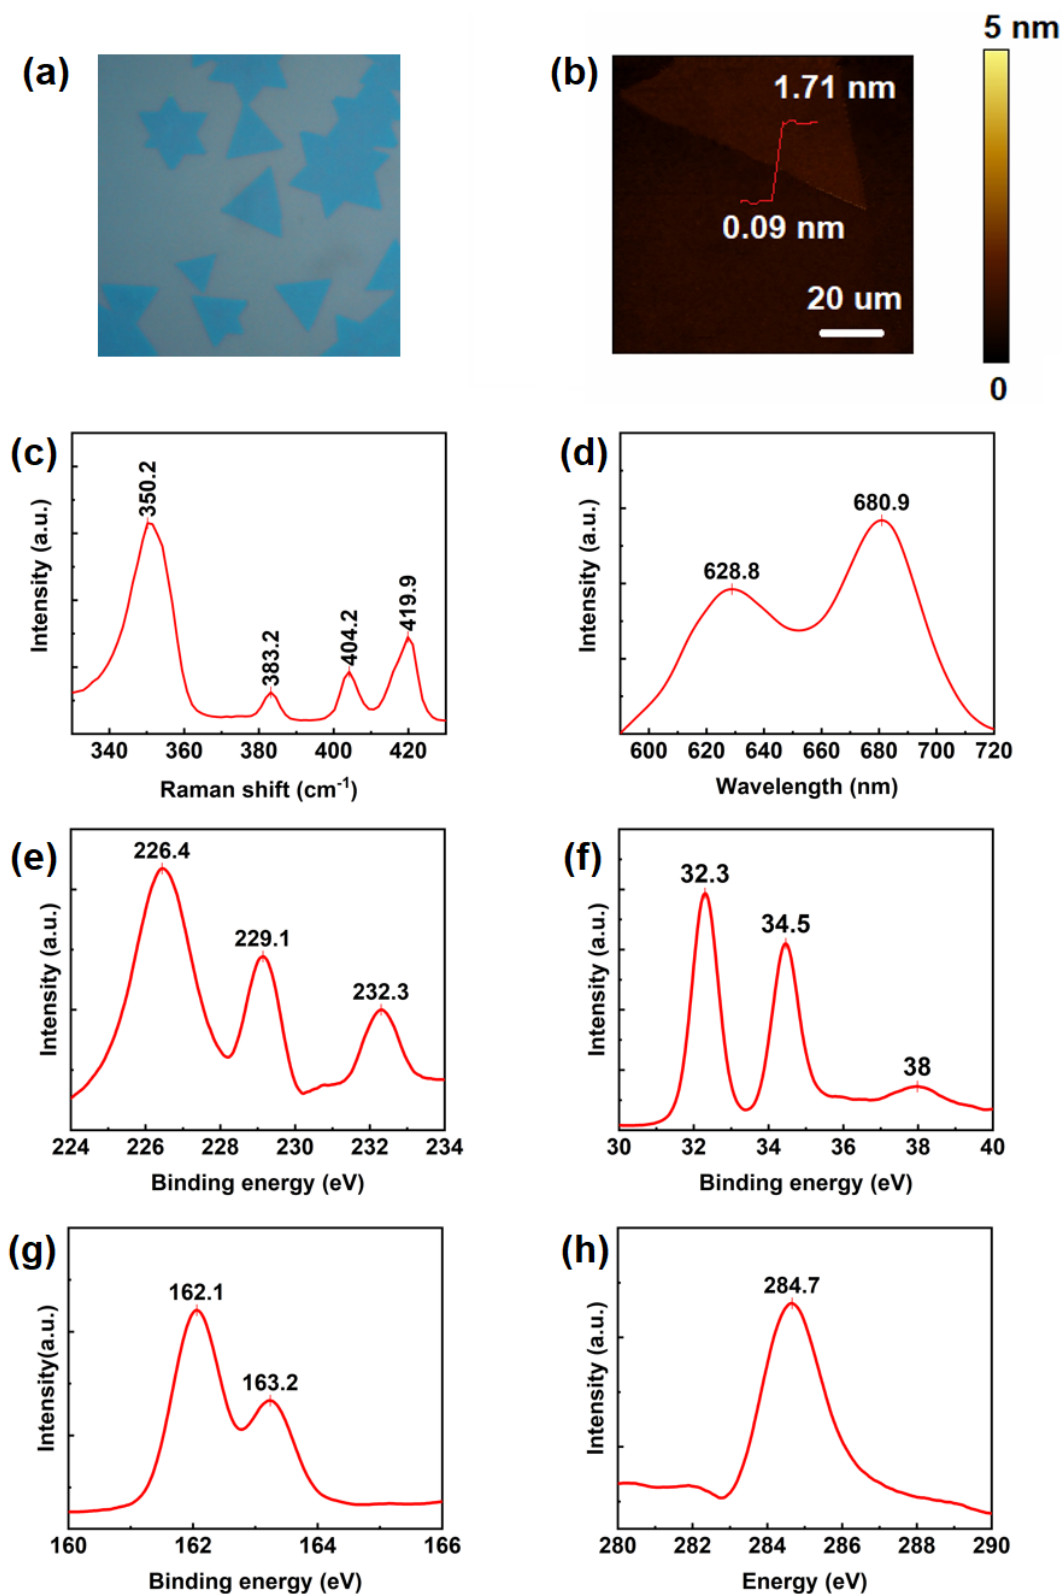 (a)
(b)
5 nm
1.71 nm
0.09 nm
20 um
0
(c)
350.2
383.2
404.2
419.9
Intensity (a.u.)
340 360 380 400 420
Raman shift (cm⁻¹)
(d)
628.8
680.9
Intensity (a.u.)
600 620 640 660 680 700 720
Wavelength (nm)
(e)
226.4
229.1
232.3
Intensity (a.u.)
224 226 228 230 232 234
Binding energy (eV)
(f)
32.3
34.5
38
Intensity (a.u.)
30 32 34 36 38 40
Binding energy (eV)
(g)
162.1
163.2
Intensity(a.u.)
160 162 164 166
Binding energy (eV)
(h)
284.7
Intensity (a.u.)
280 282 284 286 288 290
Energy (eV)